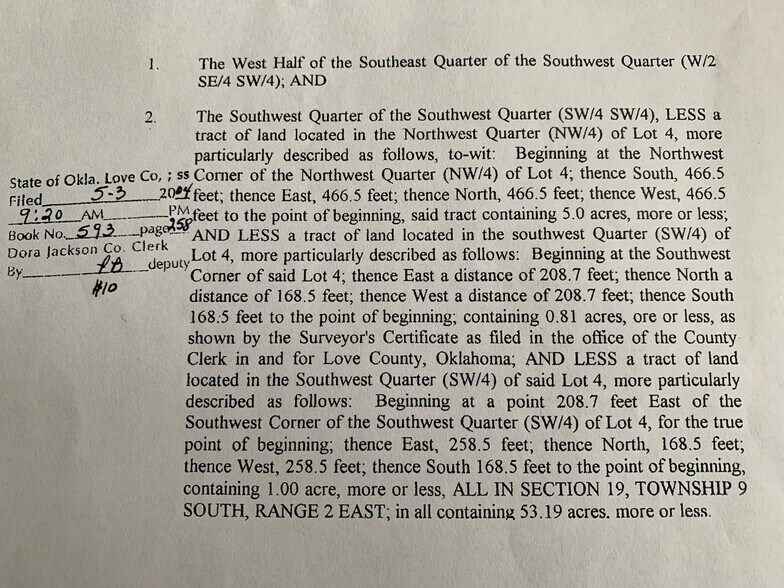 1. The West Half of the Southeast Quarter of the Southwest Quarter (W/2
SE/4 SW/4); AND
2. The Southwest Quarter of the Southwest Quarter (SW/4 SW/4), LESS a
tract of land located in the Northwest Quarter (NW/4) of Lot 4, more
particularly described as follows, to-wit: Beginning at the Northwest
Corner of the Northwest Quarter (NW/4) of Lot 4; thence South, 466.5
feet; thence East, 466.5 feet; thence North, 466.5 feet; thence West, 466.5
feet to the point of beginning, said tract containing 5.0 acres, more or less;
AND LESS a tract of land located in the southwest Quarter (SW/4) of
Lot 4, more particularly described as follows: Beginning at the Southwest
Corner of said Lot 4; thence East a distance of 208.7 feet; thence North a
distance of 168.5 feet; thence West a distance of 208.7 feet; thence South
168.5 feet to the point of beginning; containing 0.81 acres, ore or less, as
shown by the Surveyor's Certificate as filed in the office of the County
Clerk in and for Love County, Oklahoma; AND LESS a tract of land
located in the Southwest Quarter (SW/4) of said Lot 4, more particularly
described as follows: Beginning at a point 208.7 feet East of the
Southwest Corner of the Southwest Quarter (SW/4) of Lot 4, for the true
point of beginning; thence East, 258.5 feet; thence North, 168.5 feet;
thence West, 258.5 feet; thence South 168.5 feet to the point of beginning,
containing 1.00 acre, more or less, ALL IN SECTION 19, TOWNSHIP 9
SOUTH, RANGE 2 EAST; in all containing 53.19 acres. more or less.
State of Okla. Love Co, ; ss
Filed 5-3 2004
9:20 AM PM
Book No. 593 page 258
Dora Jackson Co. Clerk
By deputy
#10